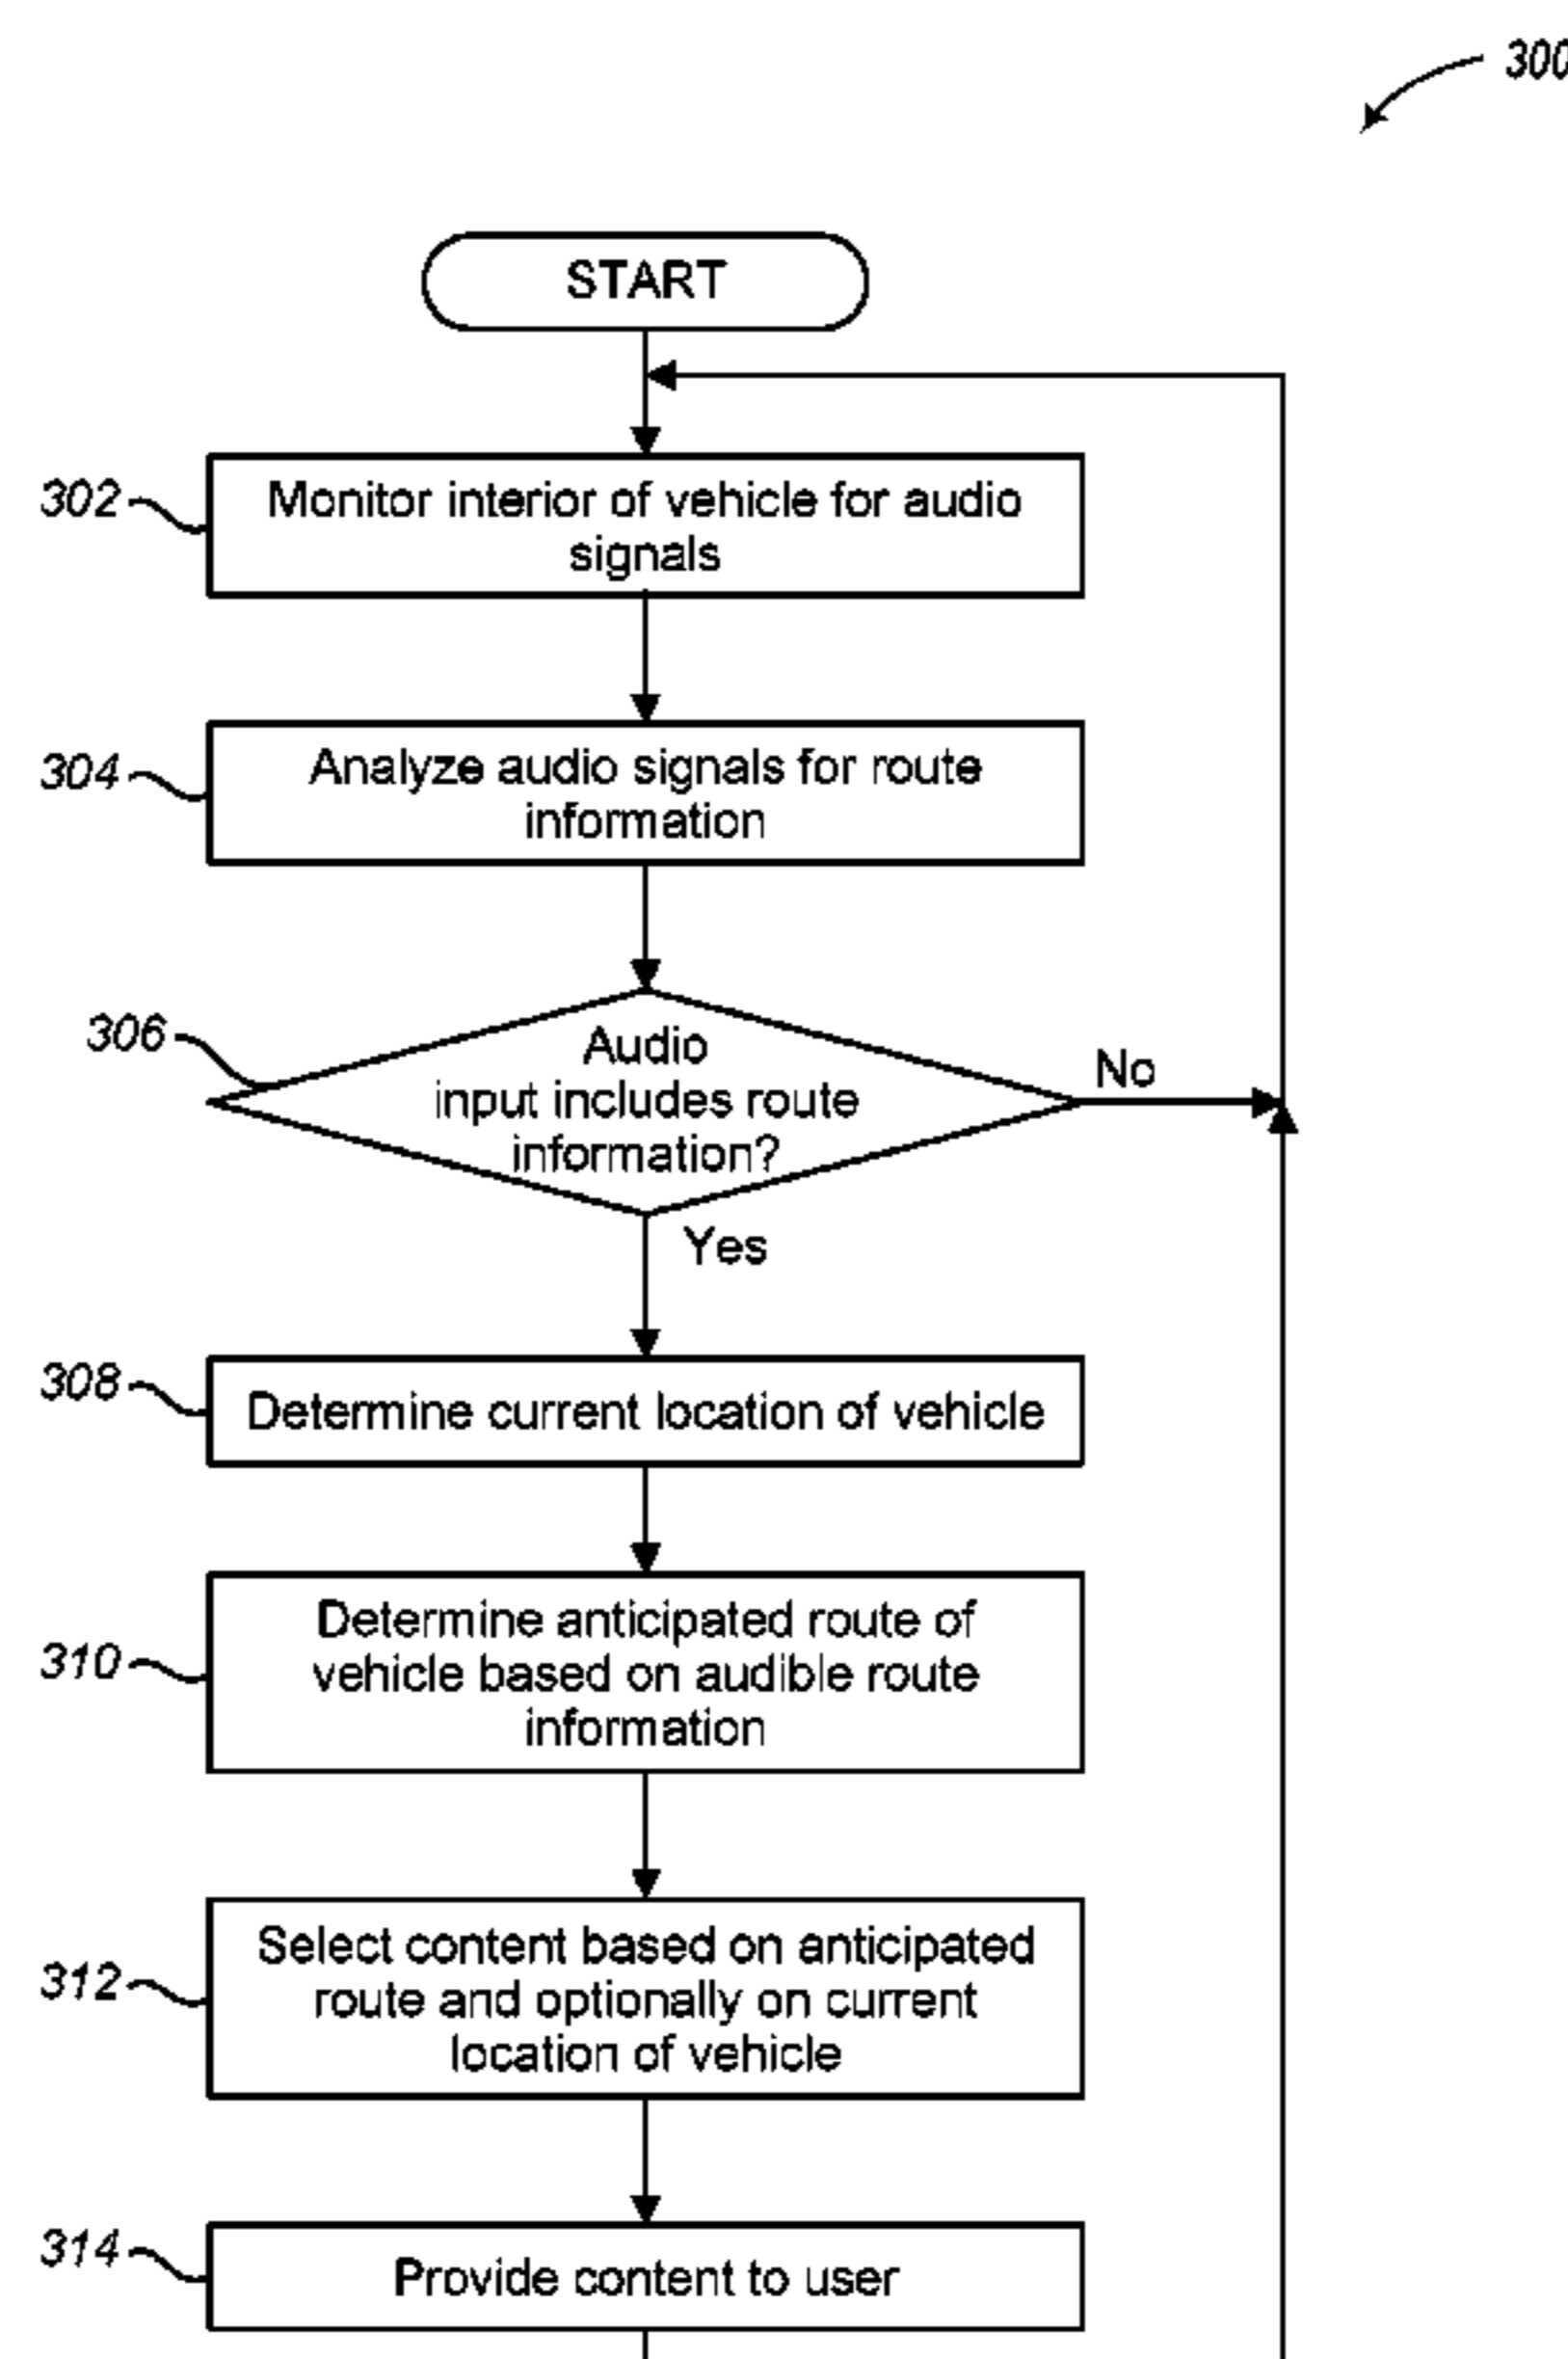 300
START
302
Monitor interior of vehicle for audio
signals
304
Analyze audio signals for route
information
306
Audio
input includes route
information?
No
Yes
308
Determine current location of vehicle
310
Determine anticipated route of
vehicle based on audible route
information
312
Select content based on anticipated
route and optionally on current
location of vehicle
314
Provide content to user